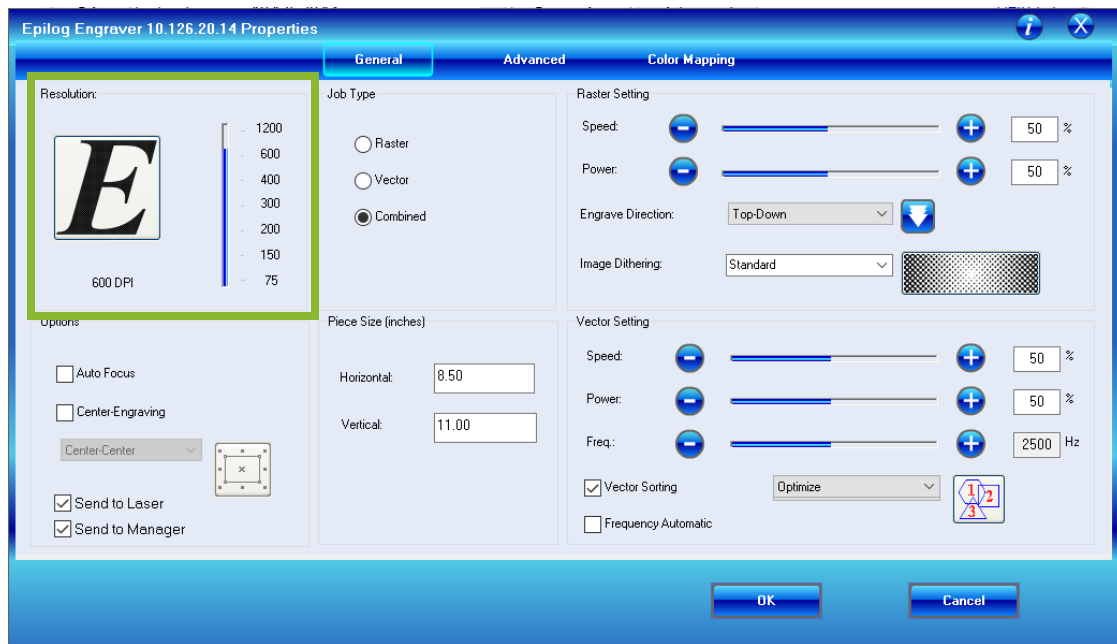 Epilog Engraver 10.126.20.14 Properties
i X
General Advanced Color Mapping
Resolution:
E
1200
600
400
300
200
150
75
600 DPI
Job Type
Raster
Vector
Combined
Raster Setting
Speed: - + 50 %
Power: - + 50 %
Engrave Direction: Top-Down
Image Dithering: Standard
Options
Auto Focus
Center-Engraving
Center-Center
x
Send to Laser
Send to Manager
Piece Size (inches)
Horizontal: 8.50
Vertical: 11.00
Vector Setting
Speed: - + 50 %
Power: - + 50 %
Freq.: - + 2500 Hz
Vector Sorting Optimize
1 2
3
Frequency Automatic
OK Cancel